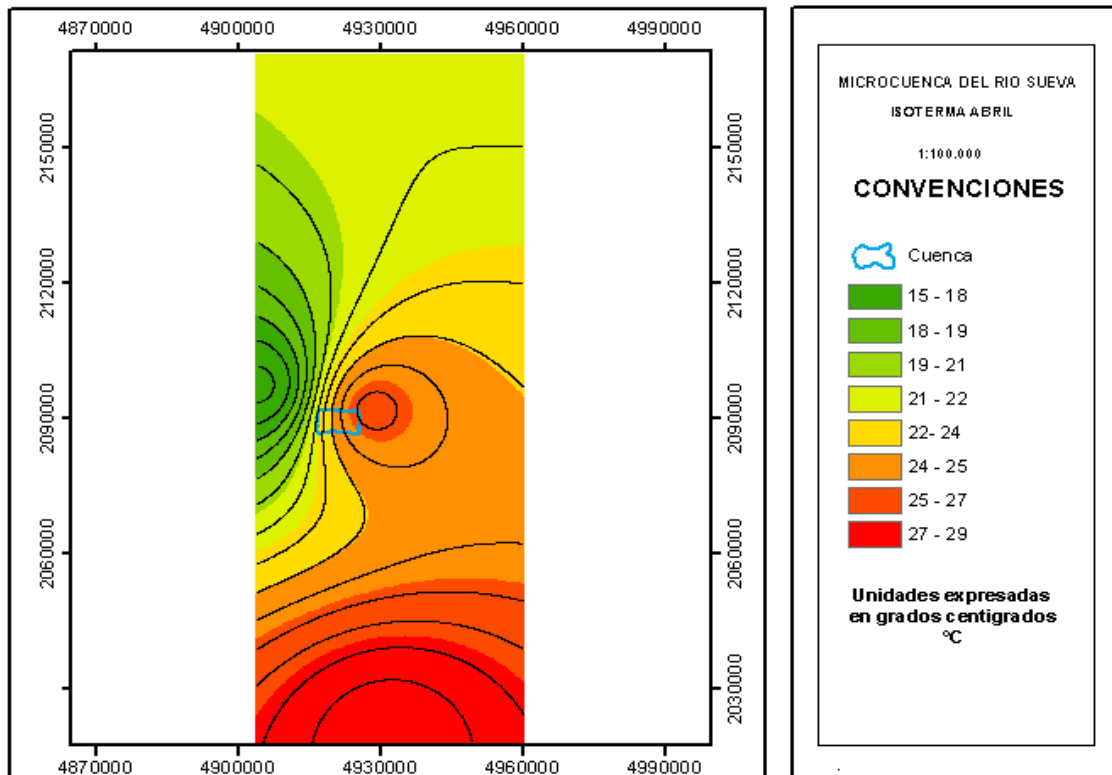 4870000 4900000 4930000 4960000 4990000
2150000
2120000
2090000
2060000
2030000
2150000
2120000
2090000
2060000
2030000
4870000 4900000 4930000 4960000 4990000
MICROCUENCA DEL RIO SUEVA
ISOTERMA ABRIL
1:100.000
CONVENCIONES
Cuenca
15 - 18
18 - 19
19 - 21
21 - 22
22- 24
24 - 25
25 - 27
27 - 29
Unidades expresadas
en grados centigrados
ºC